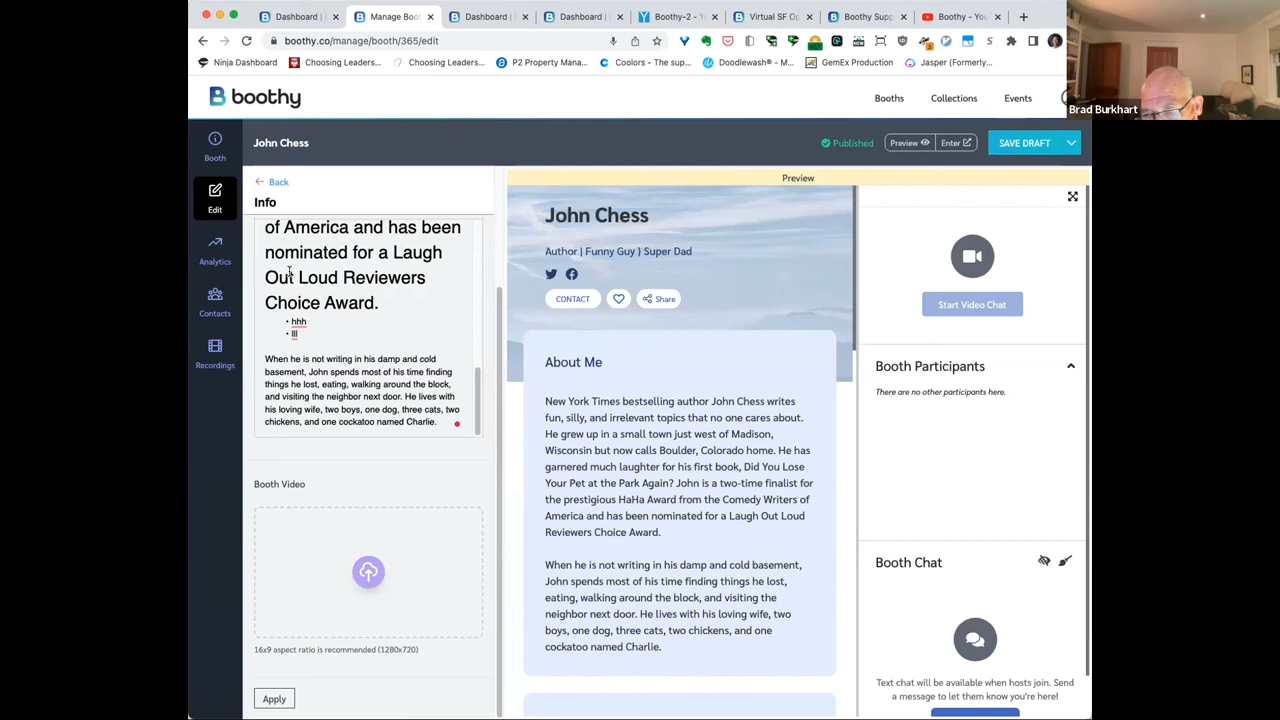 Dashboard |
Manage Boo
Dashboard |
Dashboard |
Boothy-2 - Y
Virtual SF Op
Boothy Supp
Boothy - You
boothy.co/manage/booth/365/edit
Ninja Dashboard
Choosing Leaders...
Choosing Leaders...
P2 Property Mana...
Coolors - The sup...
Doodlewash® - M...
GemEx Production
Jasper (Formerly...
boothy
Booths
Collections
Events
Brad Burkhart
Booth
Edit
Analytics
Contacts
Recordings
John Chess
Published
Preview
Enter
SAVE DRAFT
Back
Info
of America and has been
nominated for a Laugh
Out Loud Reviewers
Choice Award.
• hhh
• lll
When he is not writing in his damp and cold
basement, John spends most of his time finding
things he lost, eating, walking around the block,
and visiting the neighbor next door. He lives with
his loving wife, two boys, one dog, three cats, two
chickens, and one cockatoo named Charlie.
Booth Video
16x9 aspect ratio is recommended (1280x720)
Apply
Preview
John Chess
Author | Funny Guy } Super Dad
CONTACT
Share
About Me
New York Times bestselling author John Chess writes
fun, silly, and irrelevant topics that no one cares about.
He grew up in a small town just west of Madison,
Wisconsin but now calls Boulder, Colorado home. He has
garnered much laughter for his first book, Did You Lose
Your Pet at the Park Again? John is a two-time finalist for
the prestigious HaHa Award from the Comedy Writers of
America and has been nominated for a Laugh Out Loud
Reviewers Choice Award.
When he is not writing in his damp and cold basement,
John spends most of his time finding things he lost,
eating, walking around the block, and visiting the
neighbor next door. He lives with his loving wife, two
boys, one dog, three cats, two chickens, and one
cockatoo named Charlie.
Start Video Chat
Booth Participants
There are no other participants here.
Booth Chat
Text chat will be available when hosts join. Send
a message to let them know you're here!